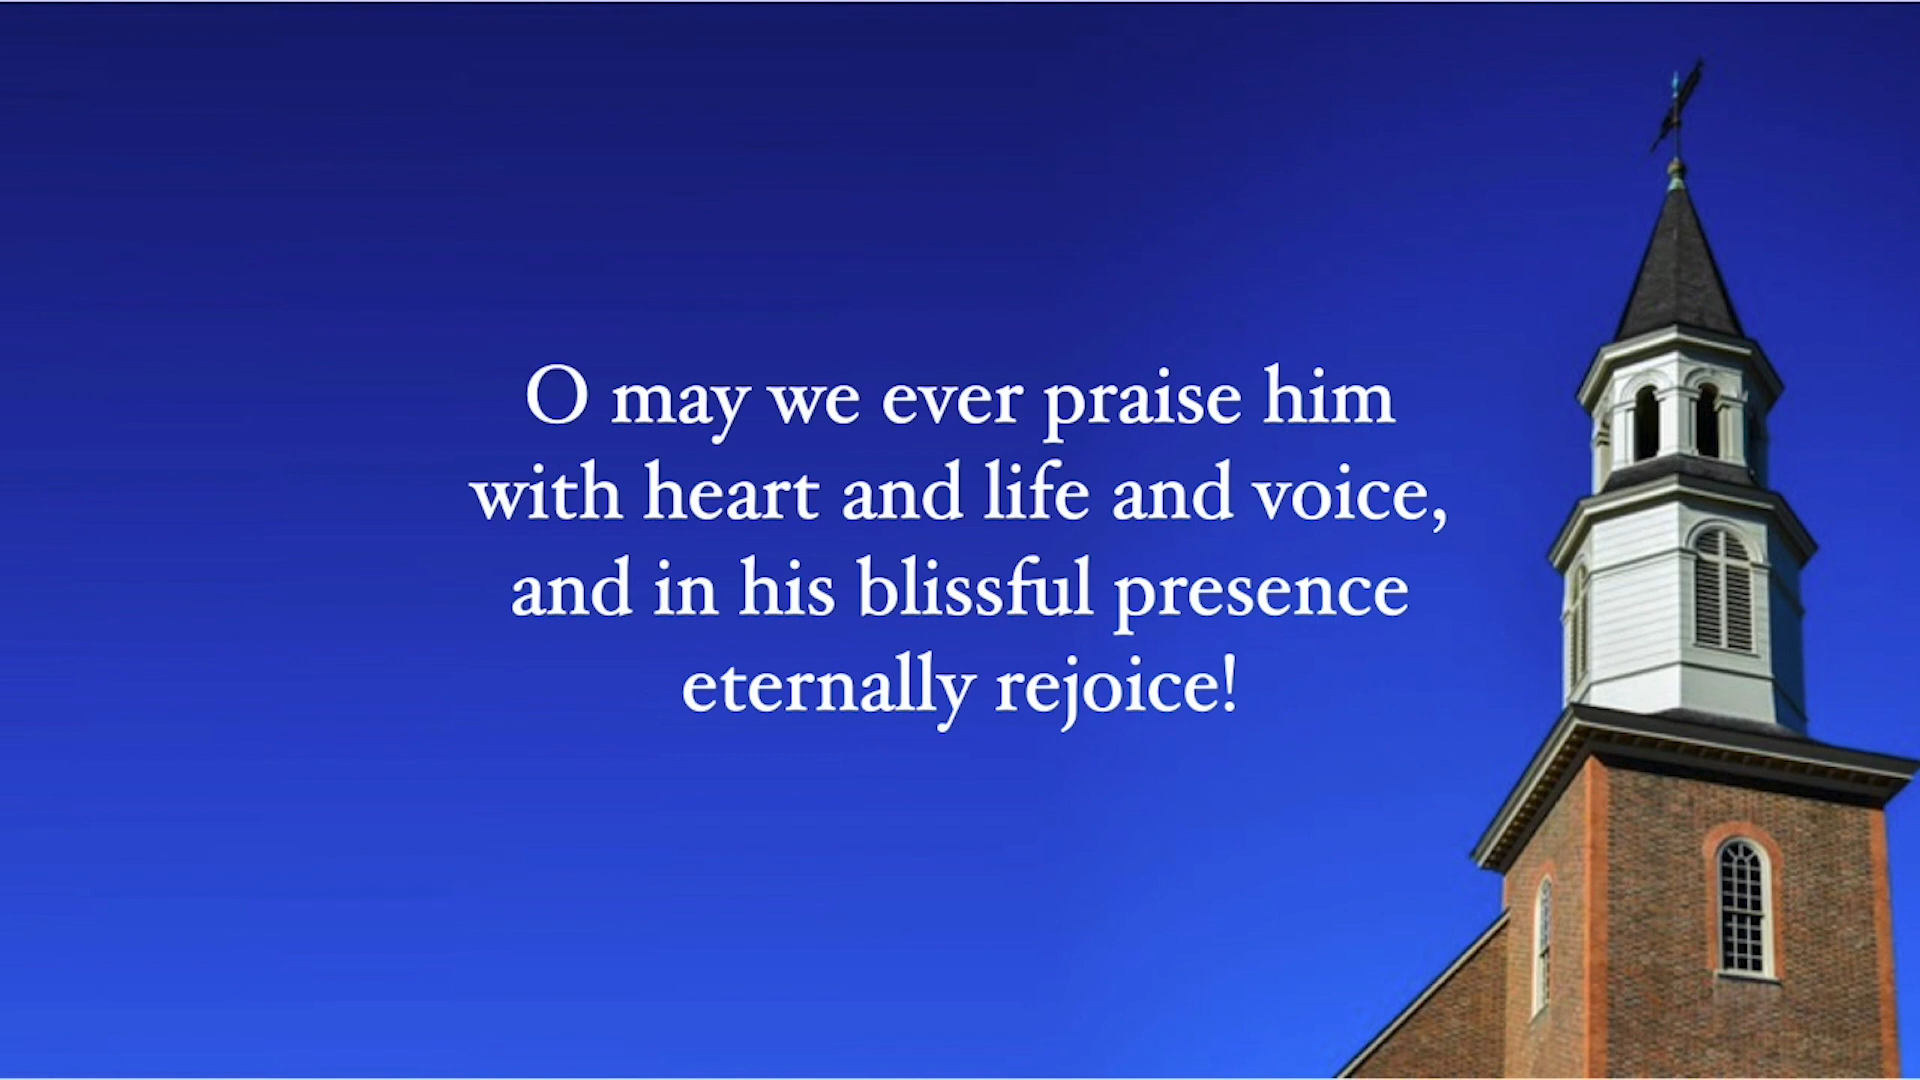 O may we ever praise him
with heart and life and voice,
and in his blissful presence
eternally rejoice!